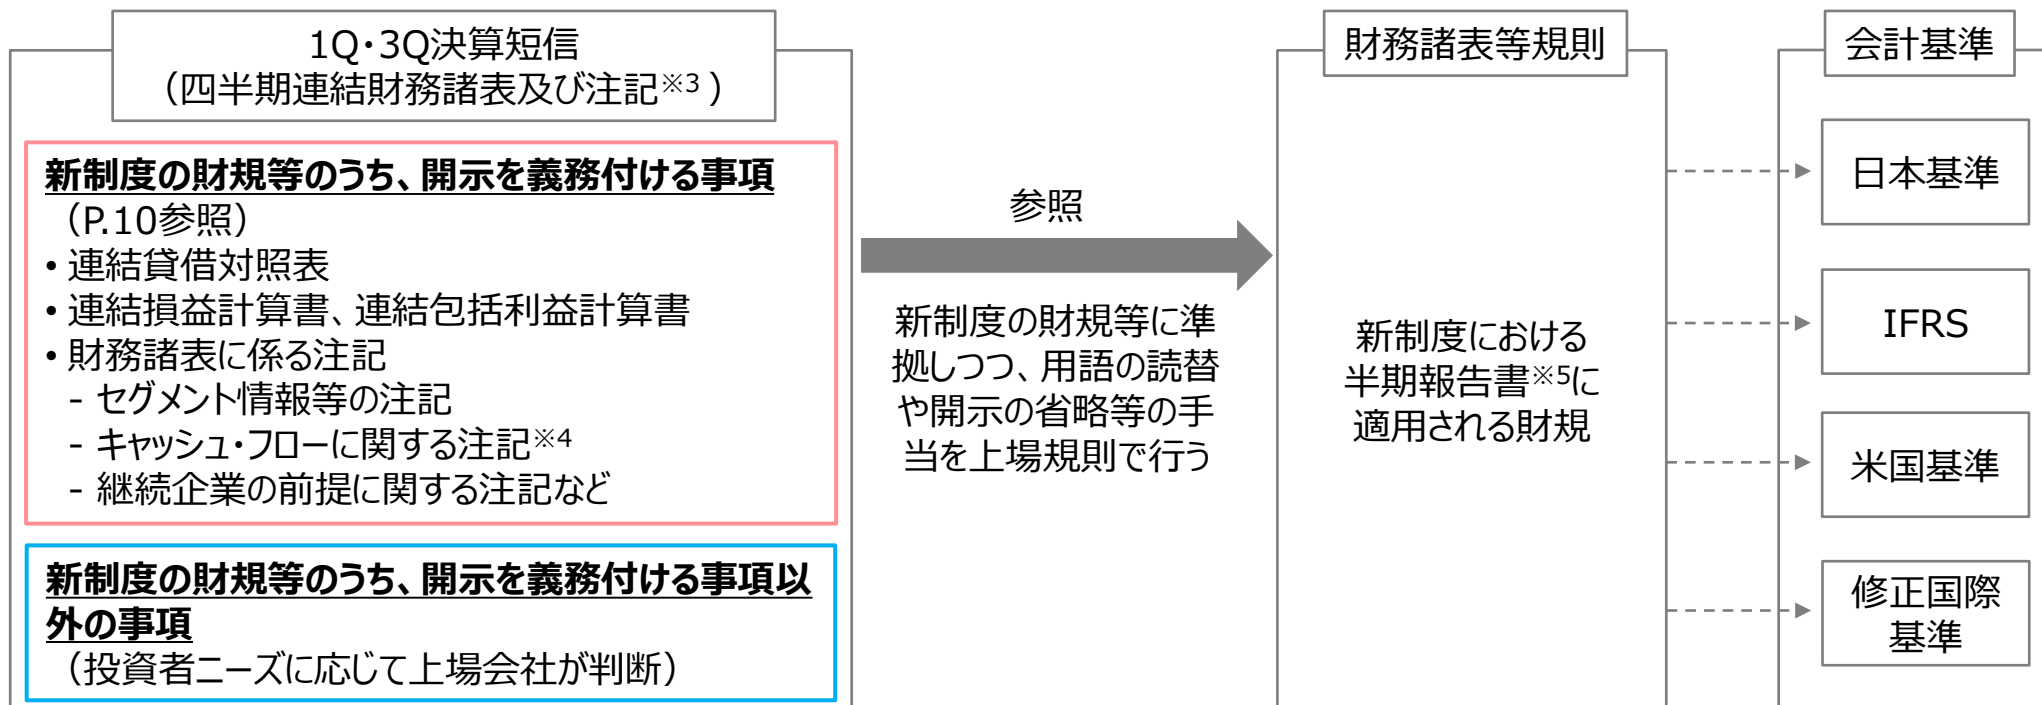 1Q・3Q決算短信
（四半期連結財務諸表及び注記※3）
新制度の財規等のうち、開示を義務付ける事項
（P.10参照）
• 連結貸借対照表
• 連結損益計算書、連結包括利益計算書
• 財務諸表に係る注記
- セグメント情報等の注記
- キャッシュ・フローに関する注記※4
- 継続企業の前提に関する注記など
新制度の財規等のうち、開示を義務付ける事項以
外の事項
（投資者ニーズに応じて上場会社が判断）
参照
新制度の財規等に準
拠しつつ、用語の読替
や開示の省略等の手
当を上場規則で行う
財務諸表等規則
新制度における
半期報告書※5に
適用される財規
会計基準
日本基準
IFRS
米国基準
修正国際
基準